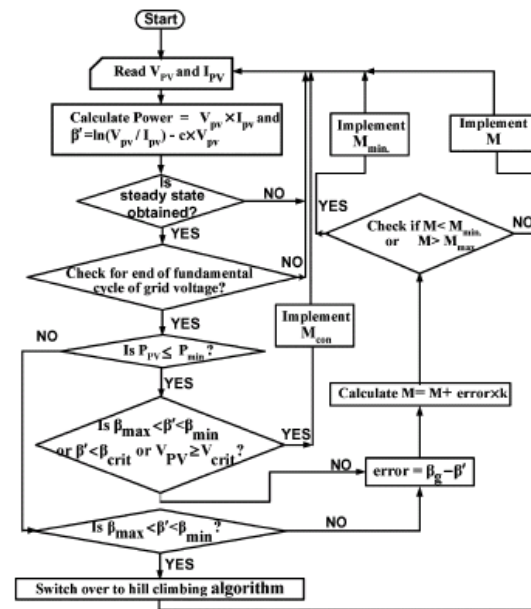 Start
Read V_PV and I_PV
Calculate Power = V_pv × I_pv and
β'=ln(V_pv / I_pv) - c×V_pv
Is
steady state
obtained?
NO
YES
Check for end of fundamental
cycle of grid voltage?
NO
YES
Is P_PV ≤ P_min ?
NO
YES
Is β_max<β'<β_min
or β'<β_crit or V_PV≥V_crit ?
YES
NO
Is β_max<β'<β_min ?
NO
YES
Switch over to hill climbing algorithm
Implement
M_con
Implement
M_min.
Implement
M
YES
Check if M< M_min.
or M> M_max
NO
Calculate M= M+ error×k
error = β_g−β'